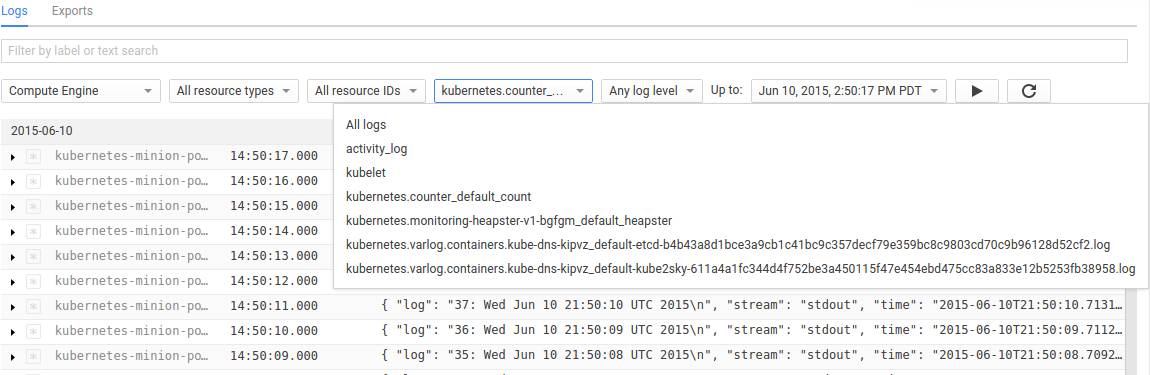 Logs Exports
Filter by label or text search
Compute Engine All resource types All resource IDs kubernetes.counter_... Any log level Up to: Jun 10, 2015, 2:50:17 PM PDT
All logs
2015-06-10
activity_log
kubernetes-minion-po… 14:50:17.000
kubelet
kubernetes-minion-po… 14:50:16.000
kubernetes.counter_default_count
kubernetes-minion-po… 14:50:15.000
kubernetes.monitoring-heapster-v1-bgfgm_default_heapster
kubernetes-minion-po… 14:50:14.000
kubernetes.varlog.containers.kube-dns-kipvz_default-etcd-b4b43a8d1bce3a9cb1c41bc9c357decf79e359bc8c9803cd70c9b96128d52cf2.log
kubernetes-minion-po… 14:50:13.000
kubernetes.varlog.containers.kube-dns-kipvz_default-kube2sky-611a4a1fc344d4f752be3a450115f47e454ebd475cc83a833e12b5253fb38958.log
kubernetes-minion-po… 14:50:12.000
kubernetes-minion-po… 14:50:11.000 { "log": "37: Wed Jun 10 21:50:10 UTC 2015\n", "stream": "stdout", "time": "2015-06-10T21:50:10.7131…
kubernetes-minion-po… 14:50:10.000 { "log": "36: Wed Jun 10 21:50:09 UTC 2015\n", "stream": "stdout", "time": "2015-06-10T21:50:09.7112…
kubernetes-minion-po… 14:50:09.000 { "log": "35: Wed Jun 10 21:50:08 UTC 2015\n", "stream": "stdout", "time": "2015-06-10T21:50:08.7092…